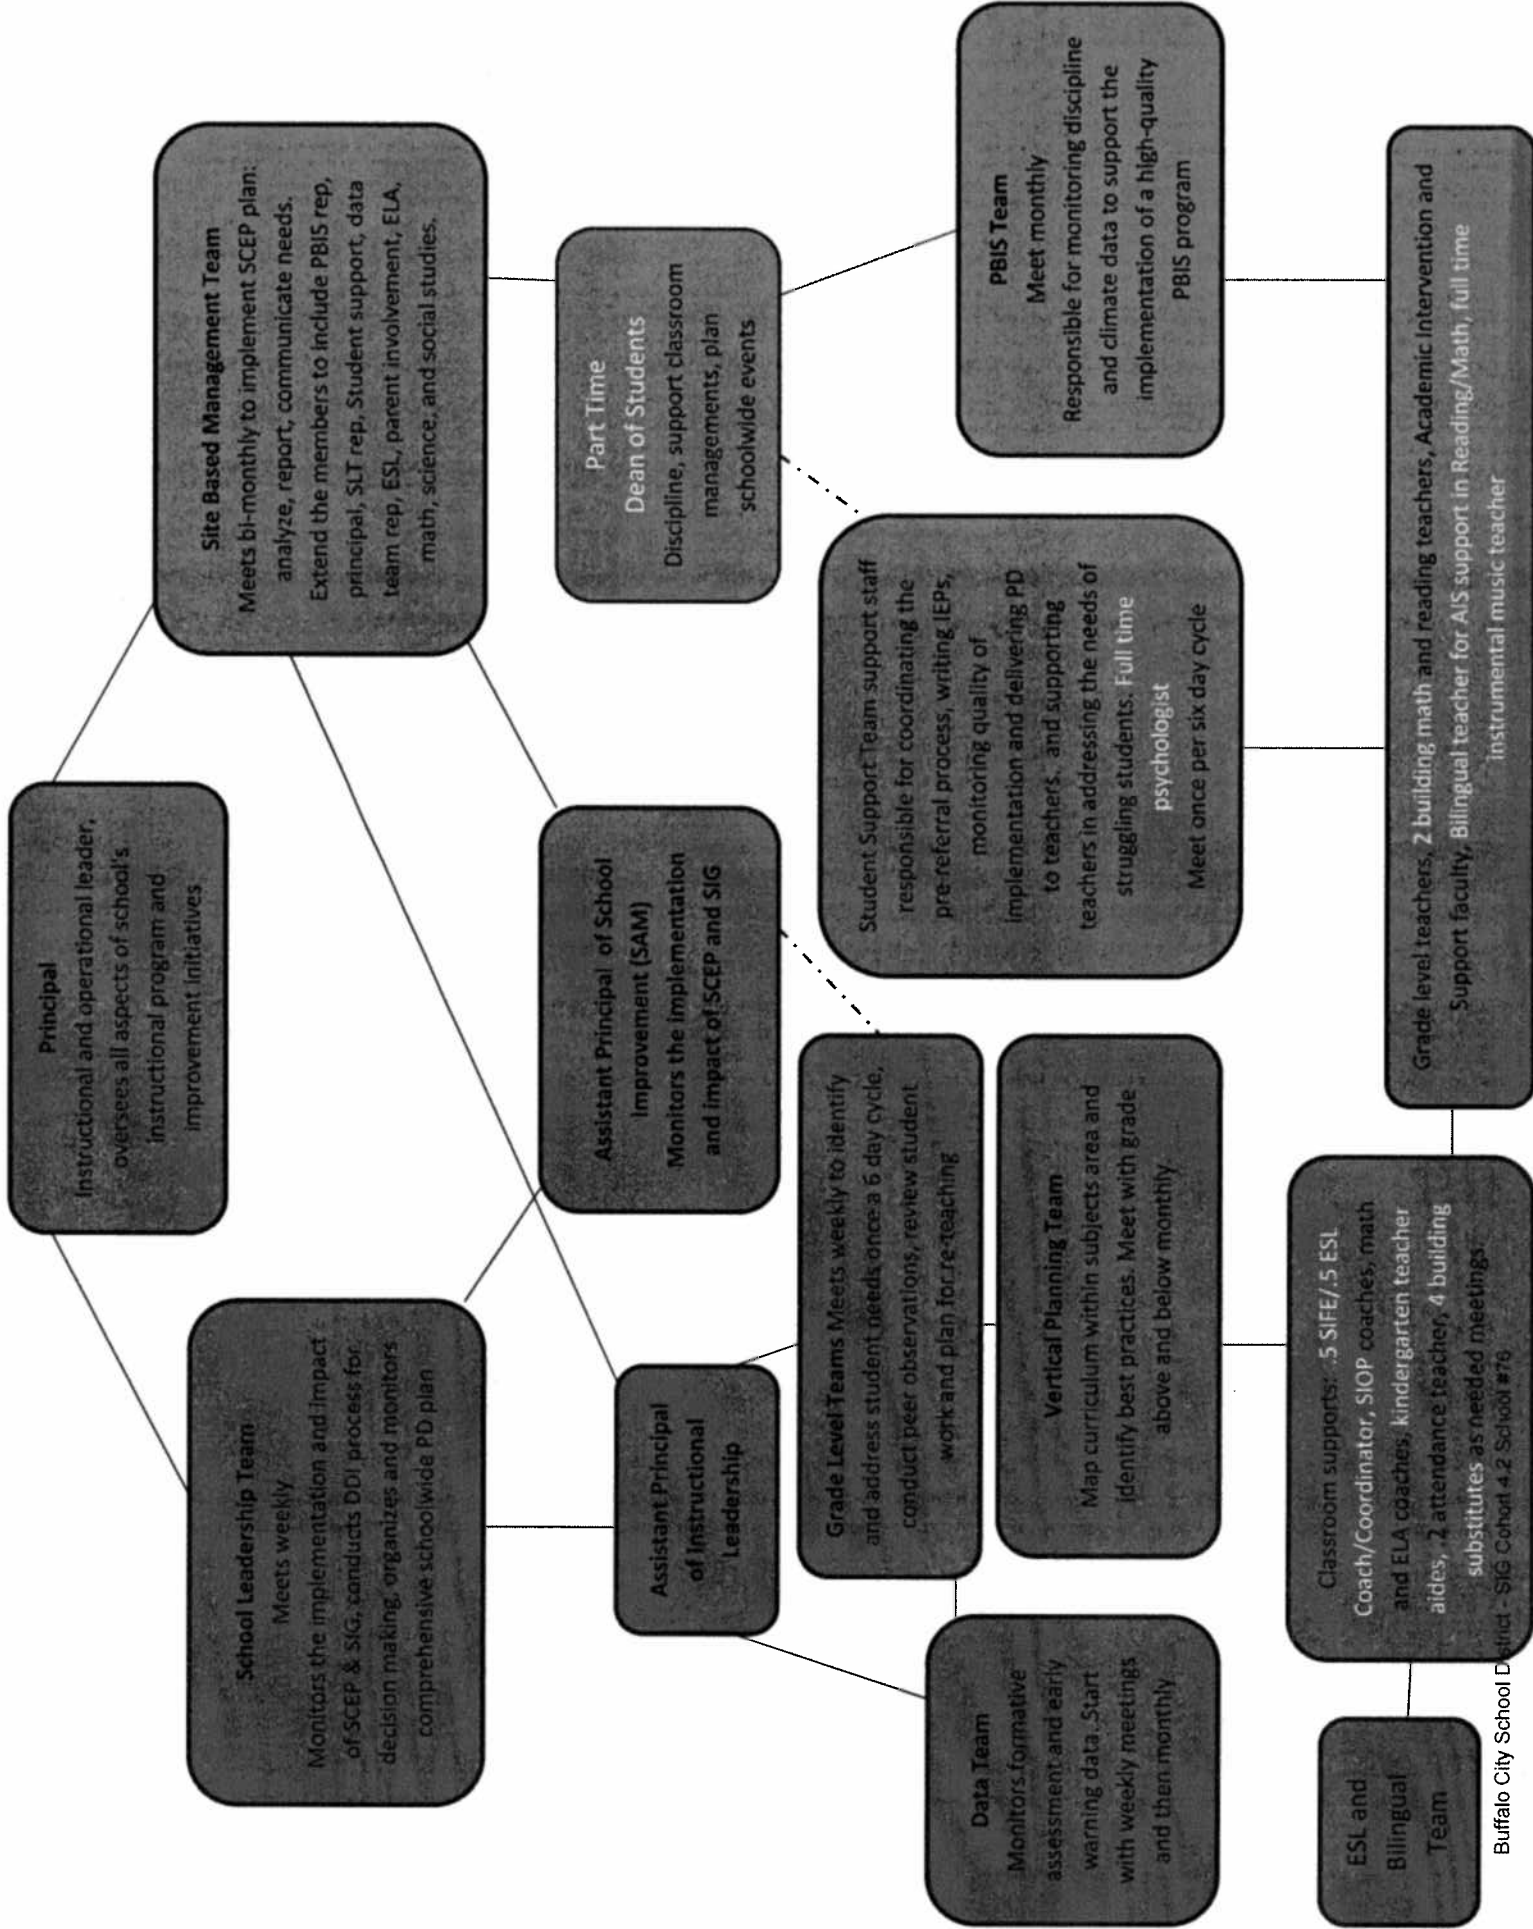 Principal
Instructional and operational leader,
oversees all aspects of school's
instructional program and
improvement initiatives
School Leadership Team
Meets weekly
Monitors the implementation and impact
of SCEP & SIG, conducts DDI process for
decision making, organizes and monitors
comprehensive schoolwide PD plan
Site Based Management Team
Meets bi-monthly to implement SCEP plan:
analyze, report, communicate needs.
Extend the members to include PBIS rep,
principal, SLT rep, Student support, data
team rep, ESL, parent involvement, ELA,
math, science, and social studies.
Assistant Principal
of Instructional
Leadership
Assistant Principal of School
Improvement (SAM)
Monitors the Implementation
and impact of SCEP and SIG
Part Time
Dean of Students
Discipline, support classroom
managements, plan
schoolwide events
Grade Level Teams Meets weekly to identify
and address student needs once a 6 day cycle,
conduct peer observations, review student
work and plan for re-teaching
Student Support Team support staff
responsible for coordinating the
pre-referral process, writing IEPs,
monitoring quality of
implementation and delivering PD
to teachers, and supporting
teachers in addressing the needs of
struggling students. Full time
psychologist
Meet once per six day cycle
PBIS Team
Meet monthly
Responsible for monitoring discipline
and climate data to support the
implementation of a high-quality
PBIS program
Data Team
Monitors formative
assessment and early
warning data. Start
with weekly meetings
and then monthly
Vertical Planning Team
Map curriculum within subjects area and
identify best practices. Meet with grade
above and below monthly.
ESL and
Bilingual
Team
Classroom supports: .5 SIFE/.5 ESL
Coach/Coordinator, SIOP coaches, math
and ELA coaches, kindergarten teacher
aides, .2 attendance teacher, 4 building
substitutes as needed meetings.
Grade level teachers, 2 building math and reading teachers, Academic Intervention and
Support faculty, Bilingual teacher for AIS support in Reading/Math, full time
instrumental music teacher
Buffalo City School District - SIG Cohort 4.2 School #76